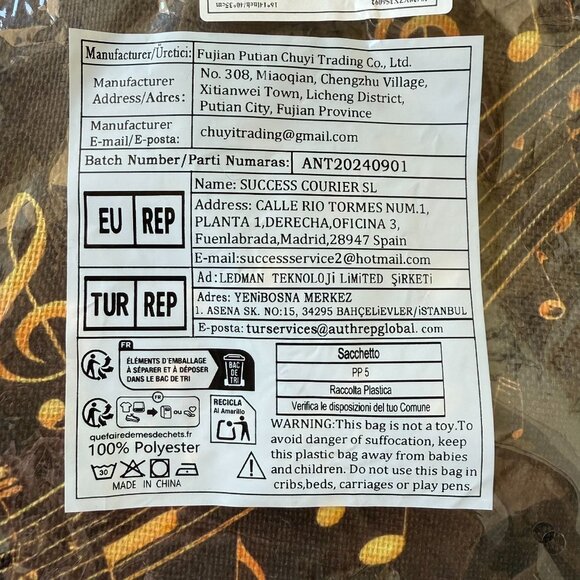 16*14inch/40*35cm
Manufacturer/Üretici: Fujian Putian Chuyi Trading Co., Ltd.
Manufacturer Address/Adres: No. 308, Miaoqian, Chengzhu Village,
Xitianwei Town, Licheng District,
Putian City, Fujian Province
Manufacturer E-mail/E-posta: chuyitrading@gmail.com
Batch Number/Parti Numaras: ANT20240901
EU REP
Name: SUCCESS COURIER SL
Address: CALLE RIO TORMES NUM.1,
PLANTA 1,DERECHA,OFICINA 3,
Fuenlabrada,Madrid,28947 Spain
E-mail:successservice2@hotmail.com
TUR REP
Ad: LEDMAN TEKNOLOJİ LİMİTED ŞİRKETİ
Adres: YENİBOSNA MERKEZ
1. ASENA SK. NO:15, 34295 BAHÇELİEVLER/İSTANBUL
E-posta: turservices@authrepglobal.com
FR
ÉLÉMENTS D'EMBALLAGE
À SÉPARER ET À DÉPOSER
DANS LE BAC DE TRI
BAC
DE
TRI
FR
OU
quefairedemesdechets.fr
RECICLA
Al Amarillo
100% Polyester
30
MADE IN CHINA
Sacchetto
PP 5
Raccolta Plastica
Verifica le disposizioni del tuo Comune
WARNING:This bag is not a toy.To
avoid danger of suffocation, keep
this plastic bag away from babies
and children. Do not use this bag in
cribs,beds, carriages or play pens.